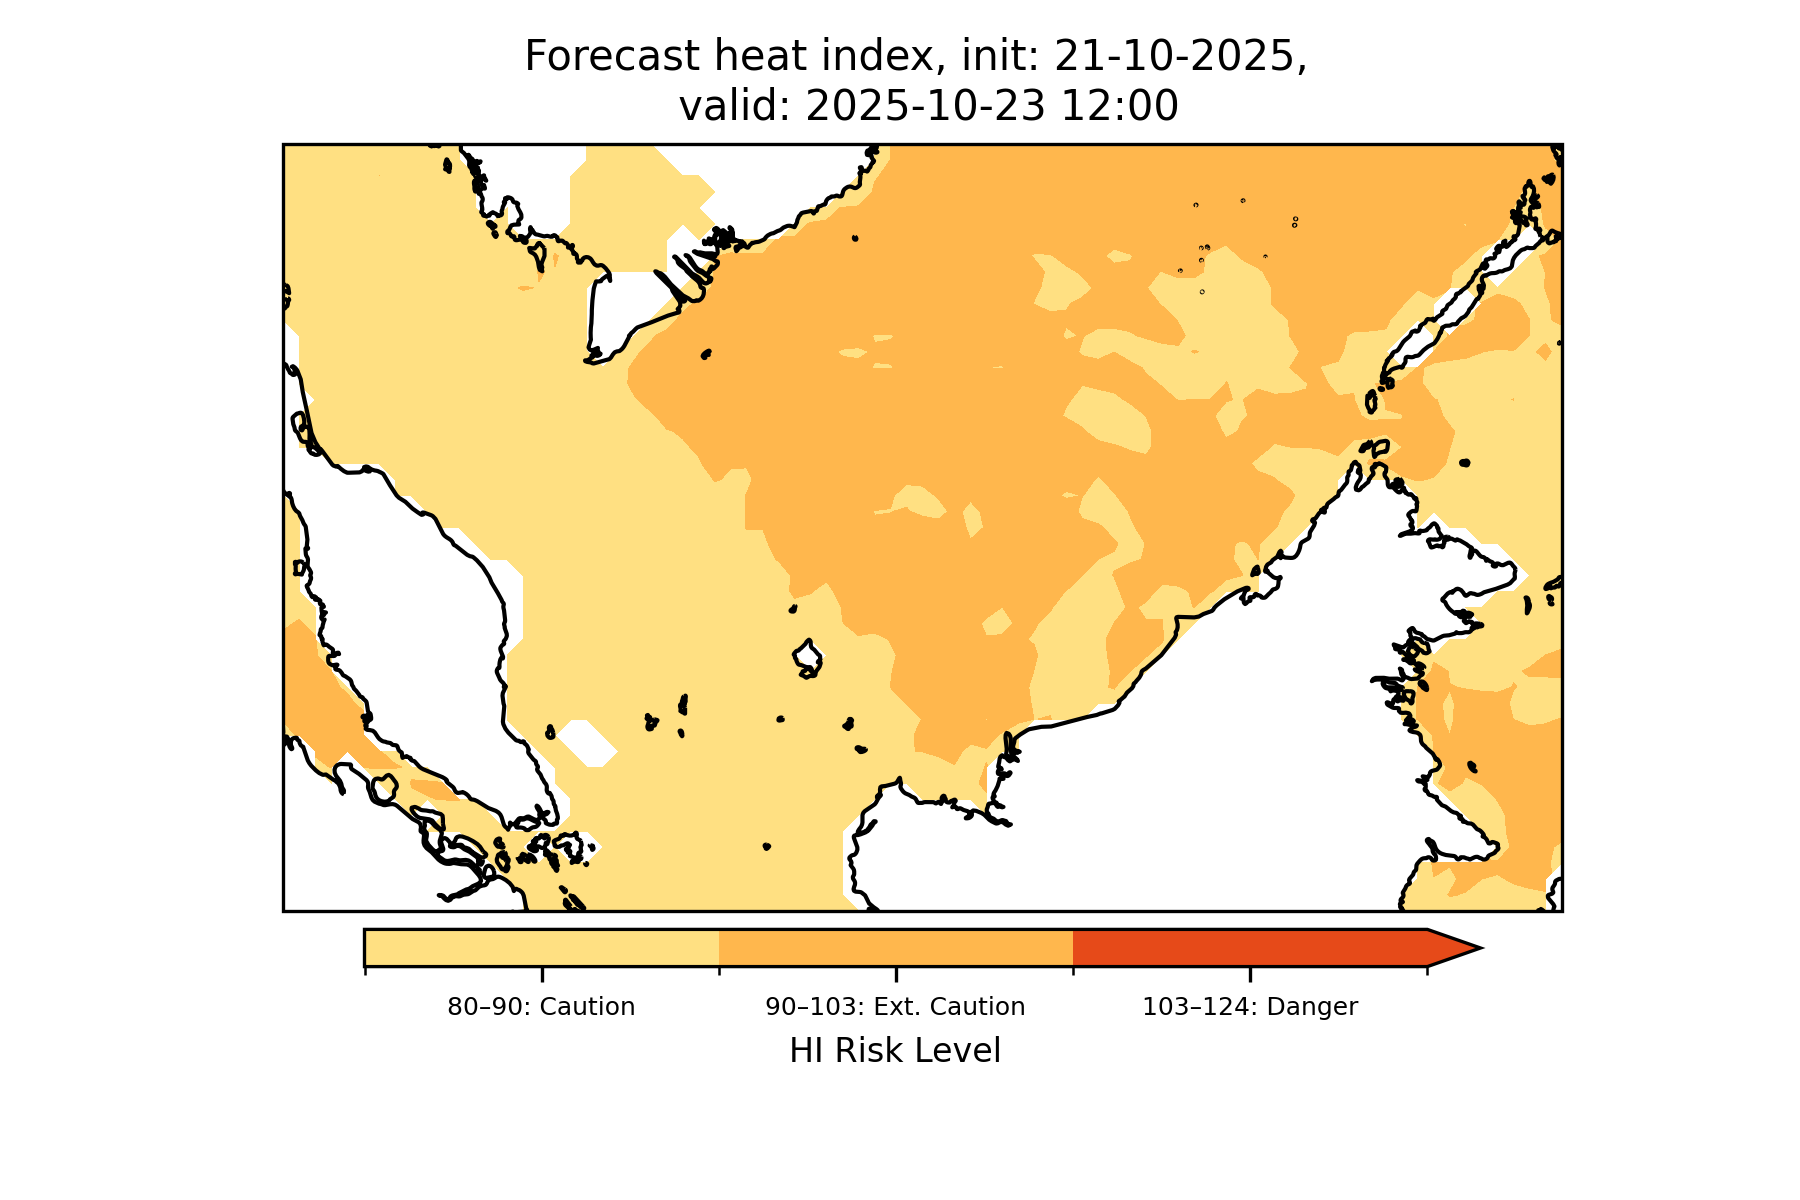 Forecast heat index, init: 21-10-2025,
valid: 2025-10-23 12:00
80–90: Caution
90–103: Ext. Caution
103–124: Danger
HI Risk Level